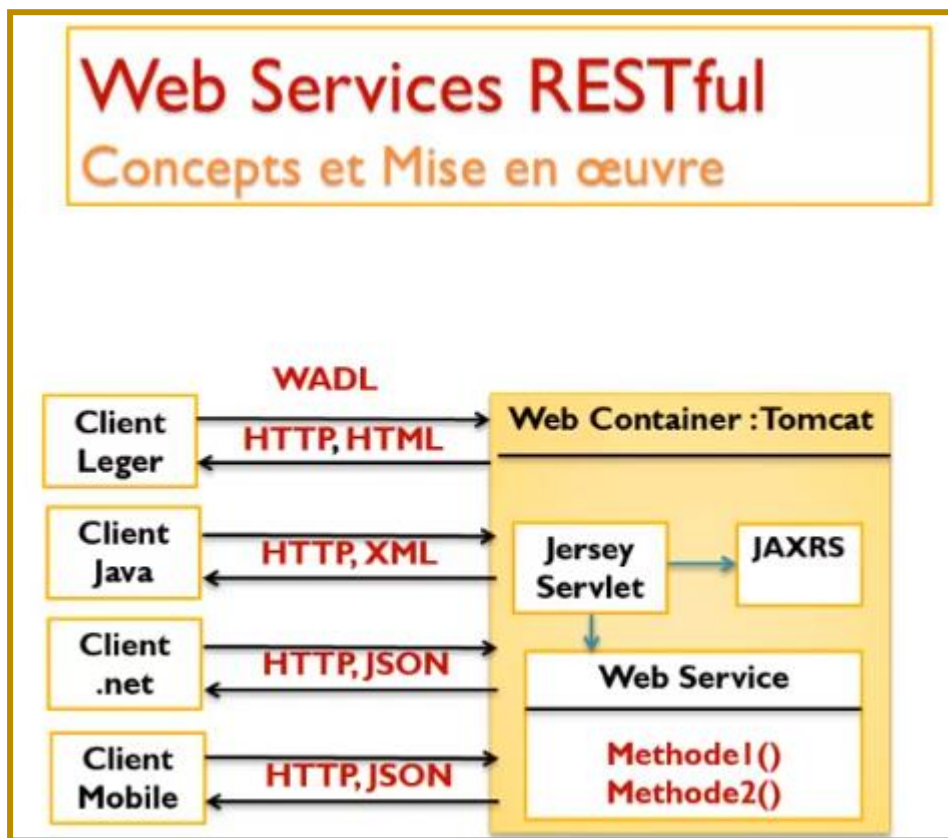 Web Services RESTful
Concepts et Mise en œuvre
WADL
Client
Leger
HTTP, HTML
Client
Java
HTTP, XML
Client
.net
HTTP, JSON
Client
Mobile
HTTP, JSON
Web Container : Tomcat
Jersey
Servlet
JAXRS
Web Service
Methode1()
Methode2()